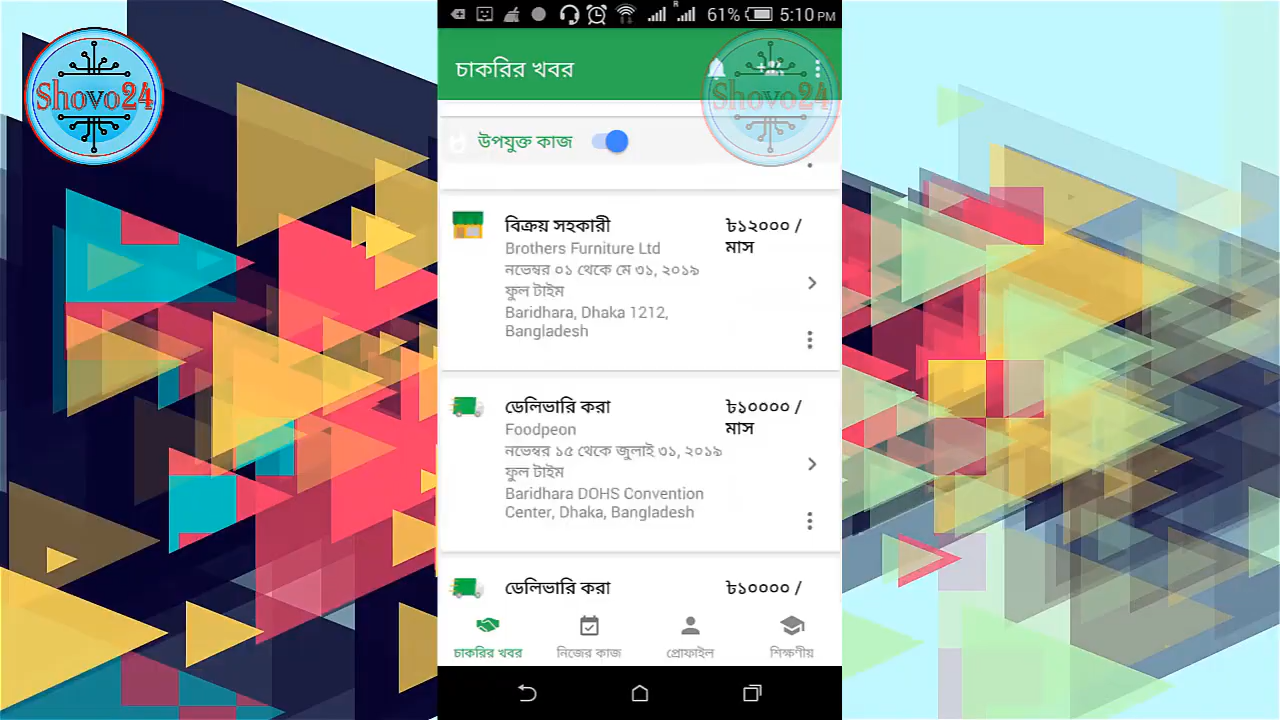 Shovo24
R
61%
5:10 PM
চাকরির খবর
Shovo24
উপযুক্ত কাজ
বিক্রয় সহকারী
৳১২০০০ /
মাস
Brothers Furniture Ltd
নভেম্বর ০১ থেকে মে ৩১, ২০১৯
ফুল টাইম
Baridhara, Dhaka 1212,
Bangladesh
ডেলিভারি করা
৳১০০০০ /
মাস
Foodpeon
নভেম্বর ১৫ থেকে জুলাই ৩১, ২০১৯
ফুল টাইম
Baridhara DOHS Convention
Center, Dhaka, Bangladesh
ডেলিভারি করা
৳১০০০০ /
চাকরির খবর
নিজের কাজ
প্রোফাইল
শিক্ষণীয়